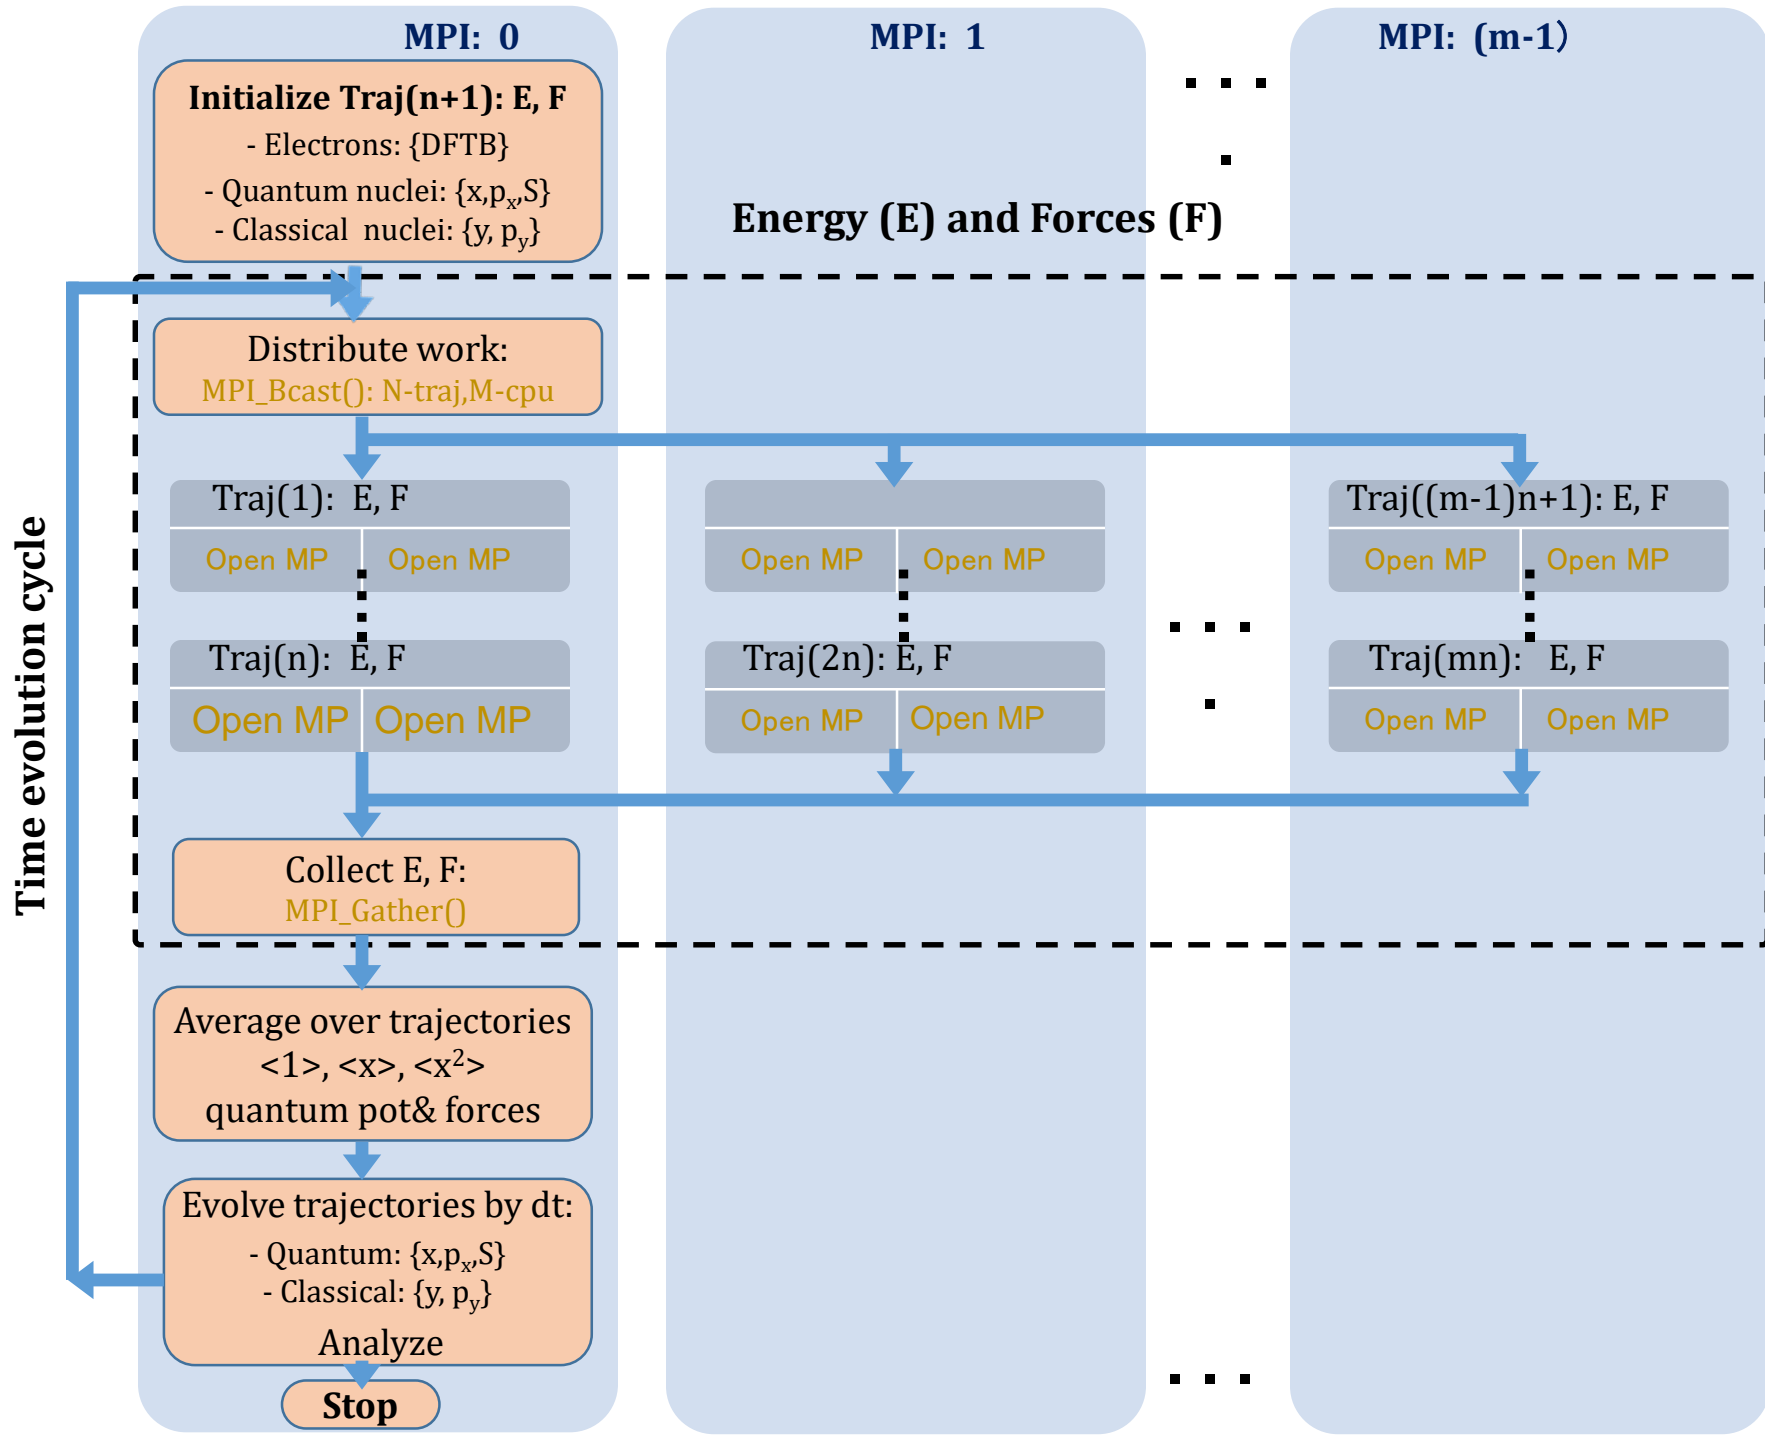 MPI: 0
MPI: 1
MPI: (m-1)
Initialize Traj(n+1): E, F
- Electrons: {DFTB}
- Quantum nuclei: {x,pₓ,S}
- Classical nuclei: {y, p_y}
Energy (E) and Forces (F)
Time evolution cycle
Distribute work:
MPI_Bcast(): N-traj,M-cpu
Traj(1): E, F
Traj((m-1)n+1): E, F
Open MP Open MP
Open MP Open MP
Open MP Open MP
Traj(n): E, F
Traj(2n): E, F
Traj(mn): E, F
Open MP Open MP
Open MP Open MP
Open MP Open MP
Collect E, F:
MPI_Gather()
Average over trajectories
<1>, <x>, <x²>
quantum pot& forces
Evolve trajectories by dt:
- Quantum: {x,pₓ,S}
- Classical: {y, p_y}
Analyze
Stop